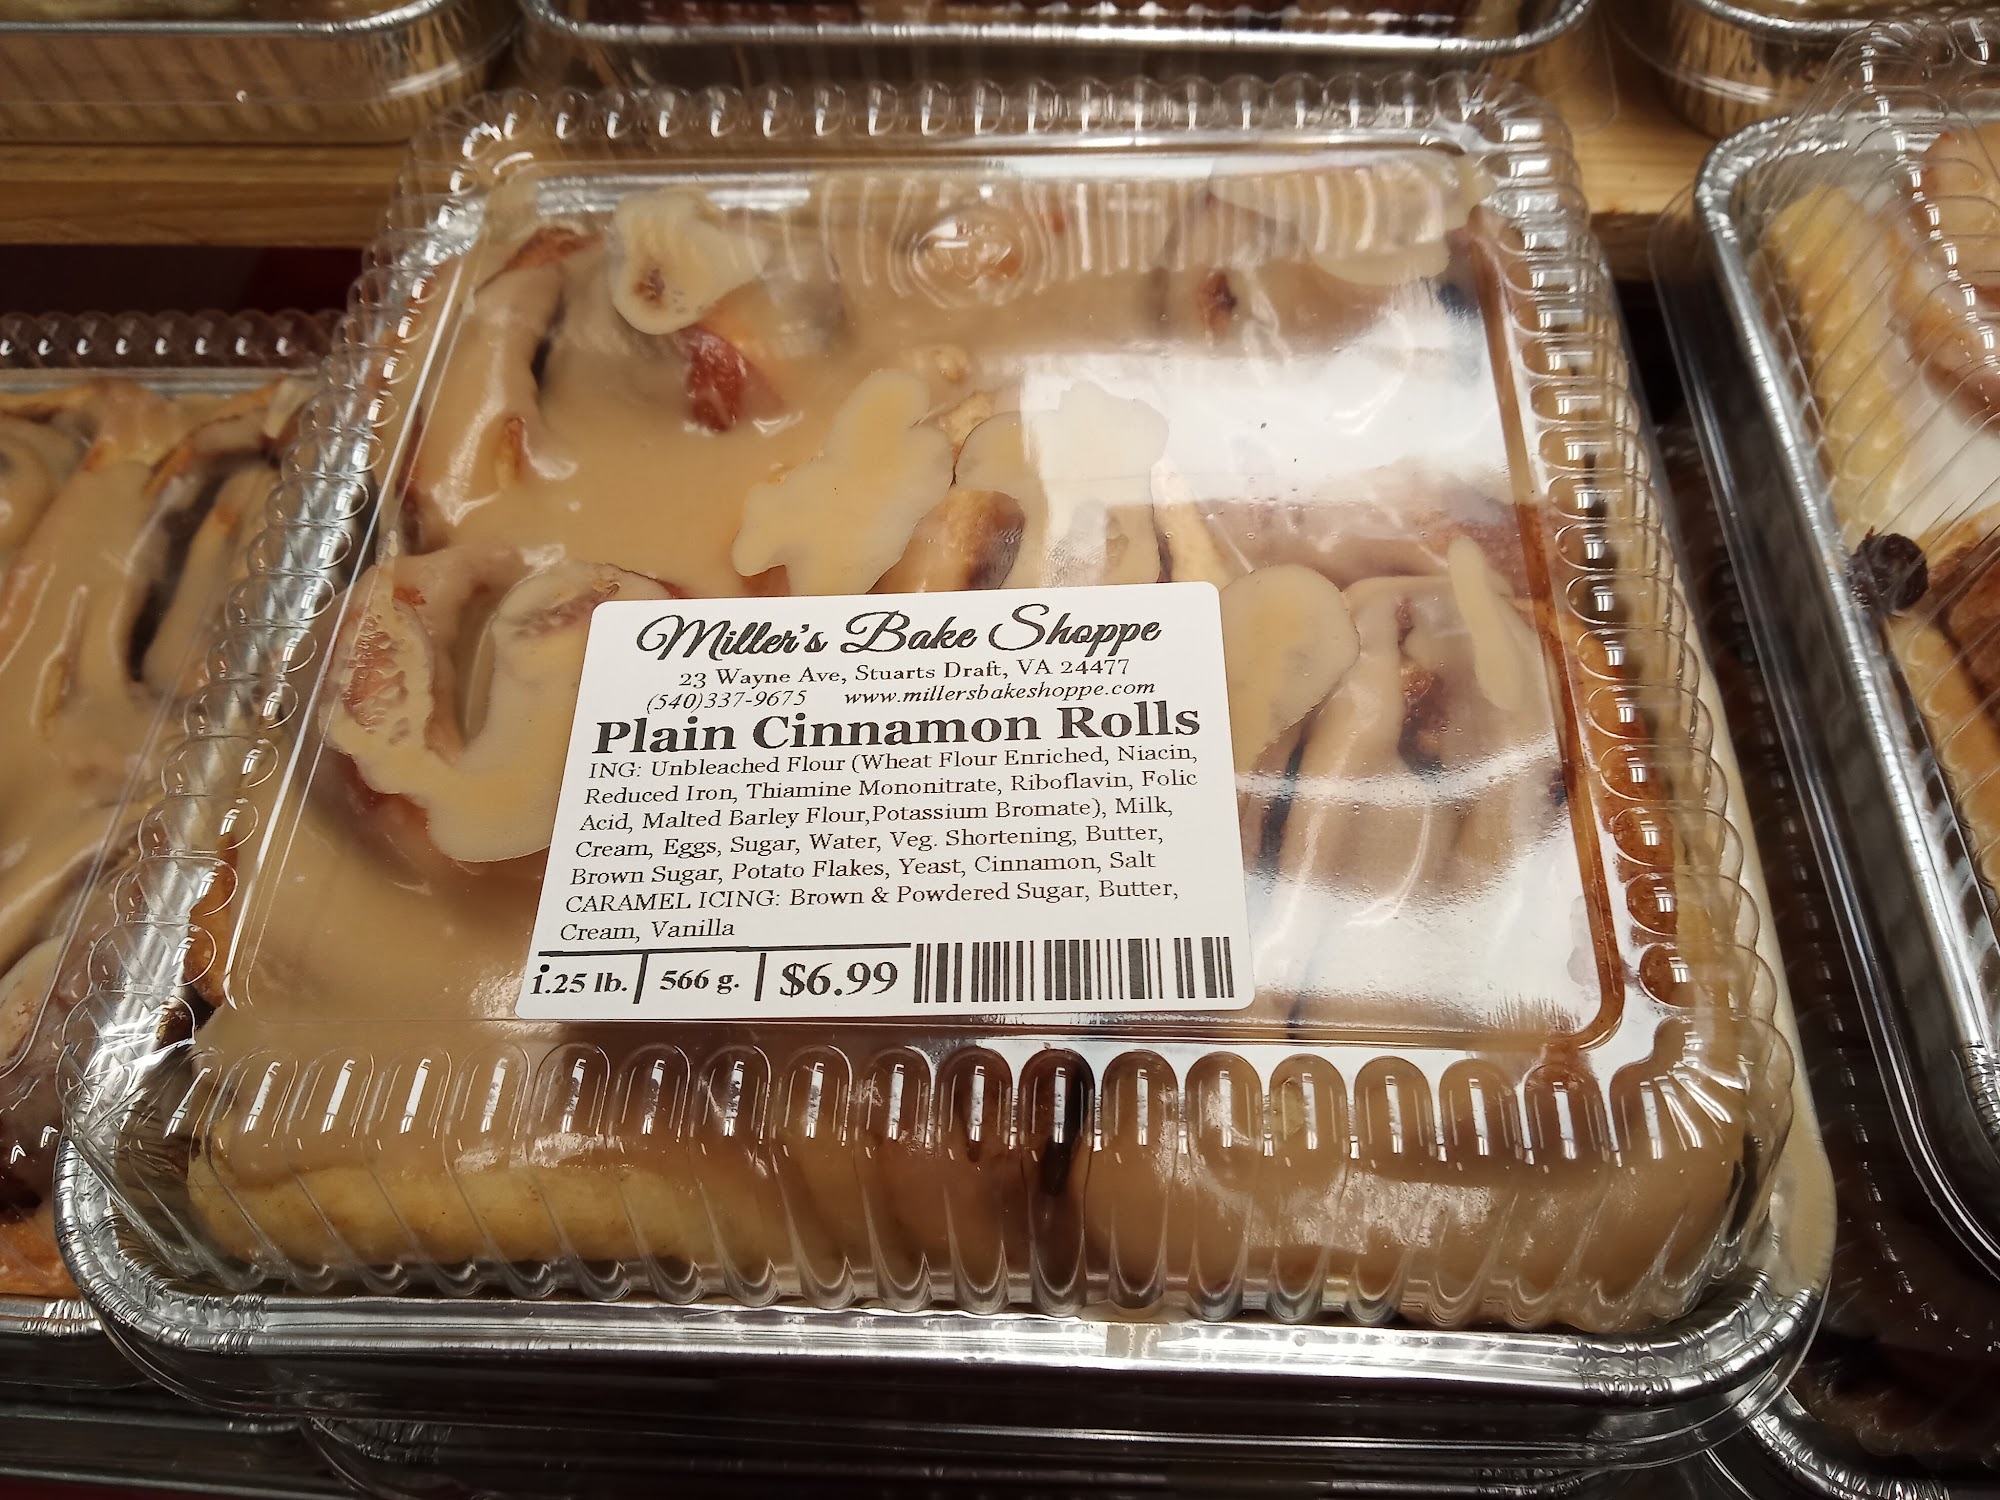 Miller's Bake Shoppe
23 Wayne Ave, Stuarts Draft, VA 24477
(540)337-9675 www.millersbakeshoppe.com
Plain Cinnamon Rolls
ING: Unbleached Flour (Wheat Flour Enriched, Niacin,
Reduced Iron, Thiamine Mononitrate, Riboflavin, Folic
Acid, Malted Barley Flour,Potassium Bromate), Milk,
Cream, Eggs, Sugar, Water, Veg. Shortening, Butter,
Brown Sugar, Potato Flakes, Yeast, Cinnamon, Salt
CARAMEL ICING: Brown & Powdered Sugar, Butter,
Cream, Vanilla
1.25 lb. 566 g. $6.99